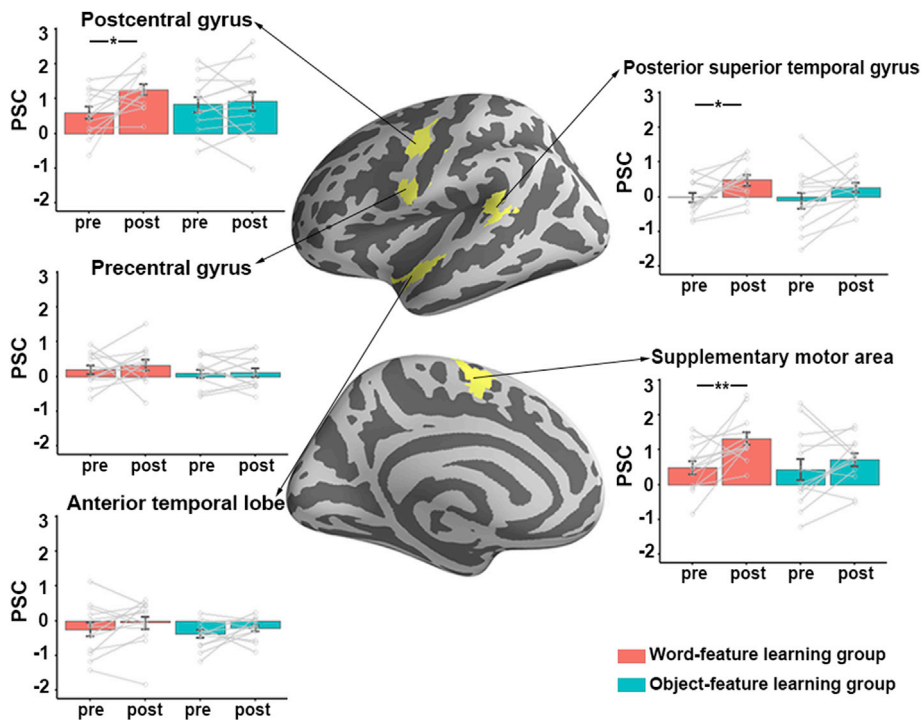 Postcentral gyrus
3
2
1
0
-1
-2
PSC
*
pre
post
pre
post
Posterior superior temporal gyrus
3
2
1
0
-1
-2
PSC
*
pre
post
pre
post
Precentral gyrus
3
2
1
0
-1
-2
PSC
pre
post
pre
post
Supplementary motor area
3
2
1
0
-1
-2
PSC
**
pre
post
pre
post
Anterior temporal lobe
3
2
1
0
-1
-2
PSC
pre
post
pre
post
Word-feature learning group
Object-feature learning group